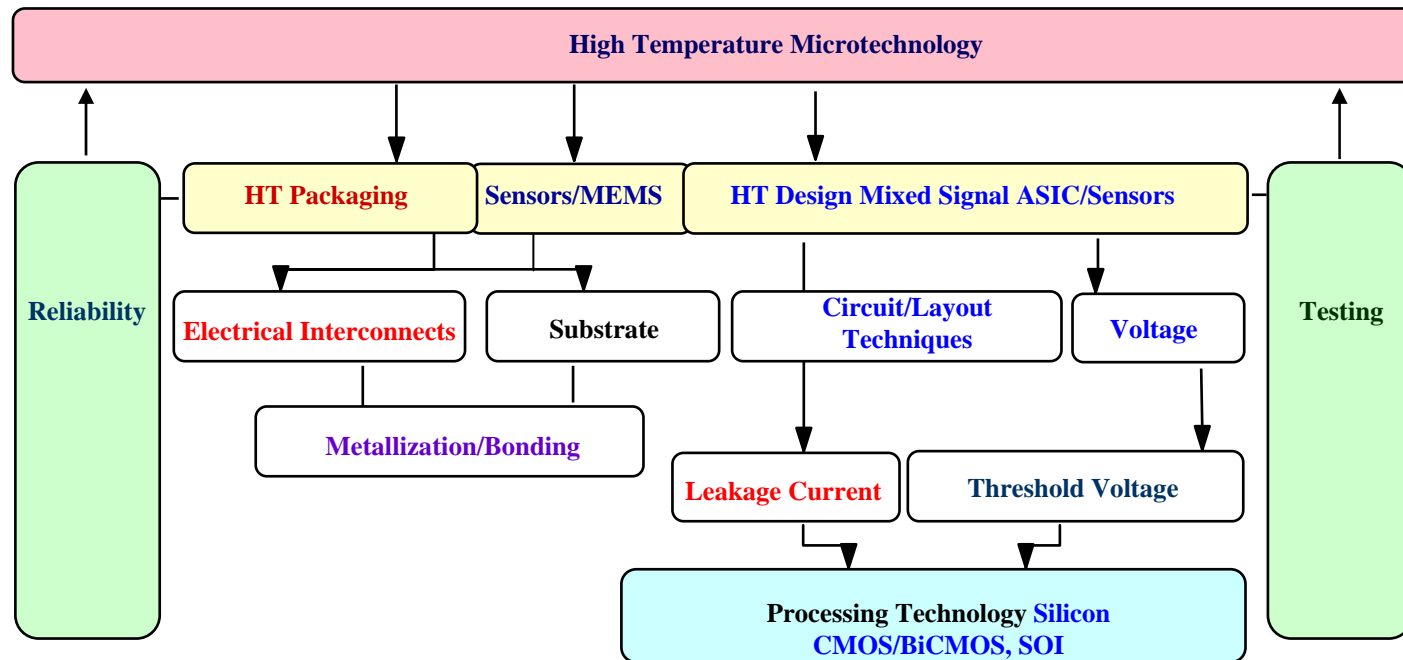 High Temperature Microtechnology
HT Packaging
Sensors/MEMS
HT Design Mixed Signal ASIC/Sensors
Reliability
Electrical Interconnects
Substrate
Circuit/Layout
Techniques
Voltage
Testing
Metallization/Bonding
Leakage Current
Threshold Voltage
Processing Technology Silicon
CMOS/BiCMOS, SOI